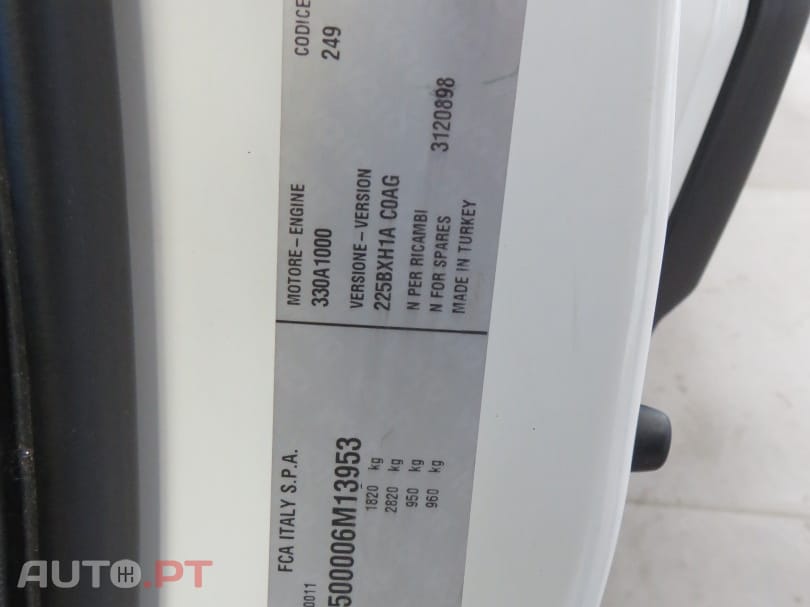 FCA ITALY S.P.A.
0011
500006M13953
1820 kg
2820 kg
950 kg
960 kg
MOTORE-ENGINE
330A1000
CODICE
249
VERSIONE-VERSION
225BXH1A C0AG
N PER RICAMBI
N FOR SPARES 3120898
MADE IN TURKEY
AUTO.PT